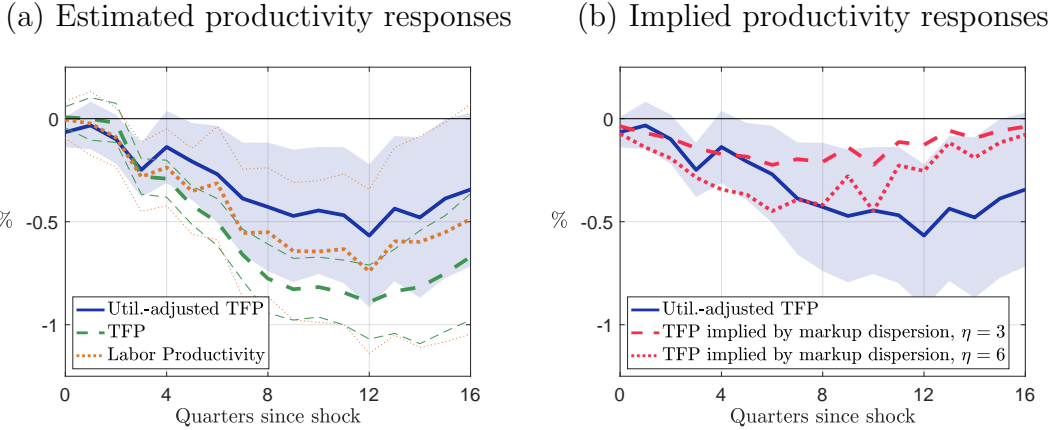 (a) Estimated productivity responses
0
-0.5
-1
%
Util.-adjusted TFP
TFP
Labor Productivity
0 4 8 12 16
Quarters since shock
(b) Implied productivity responses
0
-0.5
-1
%
Util.-adjusted TFP
TFP implied by markup dispersion, η = 3
TFP implied by markup dispersion, η = 6
0 4 8 12 16
Quarters since shock